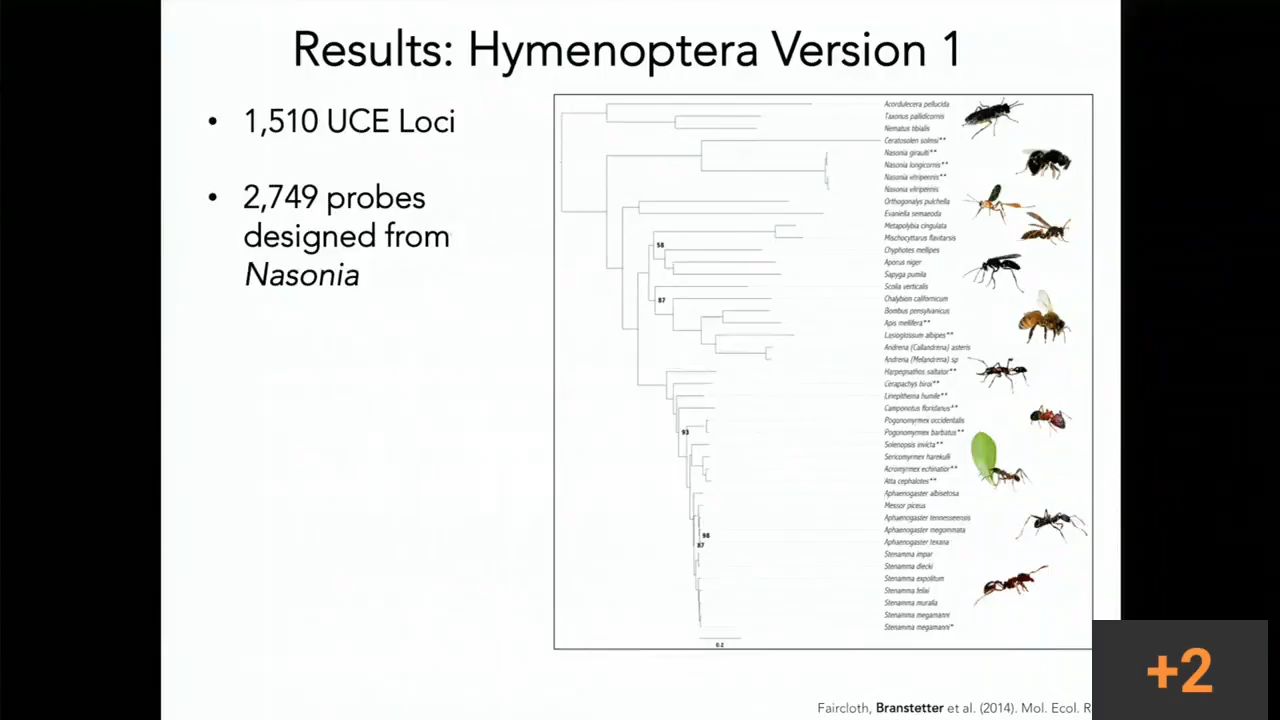 Results: Hymenoptera Version 1
• 1,510 UCE Loci
• 2,749 probes
designed from
Nasonia
Acordulecera pellucida
Taxonus pallidicornis
Nematus tibialis
Ceratosolen solmsi**
Nasonia giraulti**
Nasonia longicornis**
Nasonia vitripennis**
Nasonia vitripennis
Orthogonalys pulchella
Evaniella semaeoda
Metapolybia cingulata
Mischocyttarus flavitarsis
58
Chyphotes mellipes
Aporus niger
Sapyga pumila
Scolia verticalis
87
Chalybion californicum
Bombus pensylvanicus
Apis mellifera**
Lasioglossum albipes**
Andrena (Callandrena) asteris
Andrena (Melandrena) sp
Harpegnathos saltator**
Cerapachys biroi**
Linepithema humile**
Camponotus floridanus**
Pogonomyrmex occidentalis
93
Pogonomyrmex barbatus**
Solenopsis invicta**
Sericomyrmex harekulli
Acromyrmex echinatior**
Atta cephalotes**
Aphaenogaster albisetosa
Messor piceus
Aphaenogaster tennesseensis
Aphaenogaster megommata
98
Aphaenogaster texana
87
Stenamma impar
Stenamma diecki
Stenamma expolitum
Stenamma felixi
Stenamma muralla
Stenamma megamanni
Stenamma megamanni*
0.2
Faircloth, Branstetter et al. (2014). Mol. Ecol. R
+2